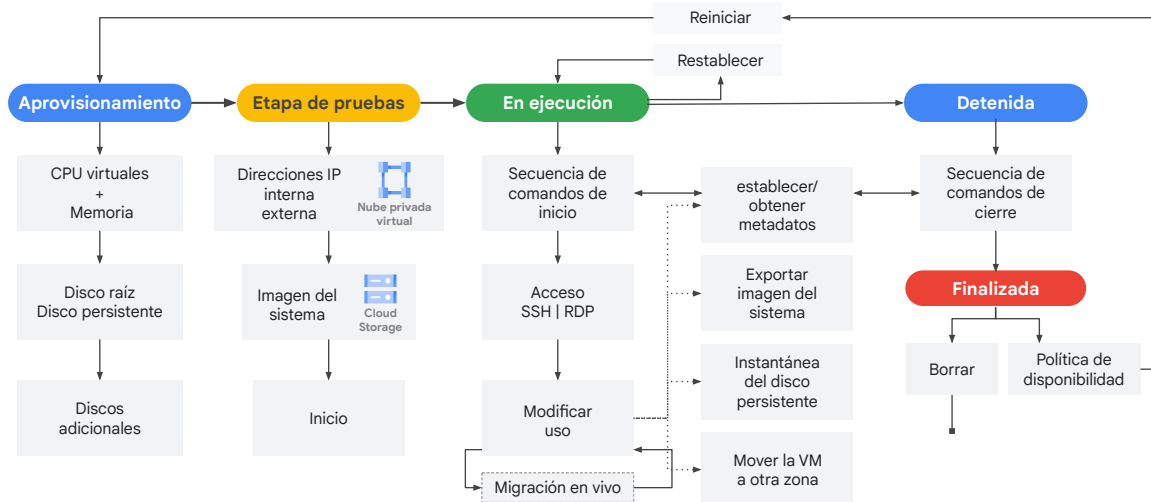 Reiniciar
Restablecer
Aprovisionamiento
Etapa de pruebas
En ejecución
Detenida
CPU virtuales
+
Memoria
Disco raíz
Disco persistente
Discos
adicionales
Direcciones IP
interna
externa
Nube privada
virtual
Imagen del
sistema
Cloud
Storage
Inicio
Secuencia de
comandos de
inicio
Acceso
SSH | RDP
Modificar
uso
Migración en vivo
establecer/
obtener
metadatos
Exportar
imagen del
sistema
Instantánea
del disco
persistente
Mover la VM
a otra zona
Secuencia de
comandos de
cierre
Finalizada
Borrar
Política de
disponibilidad